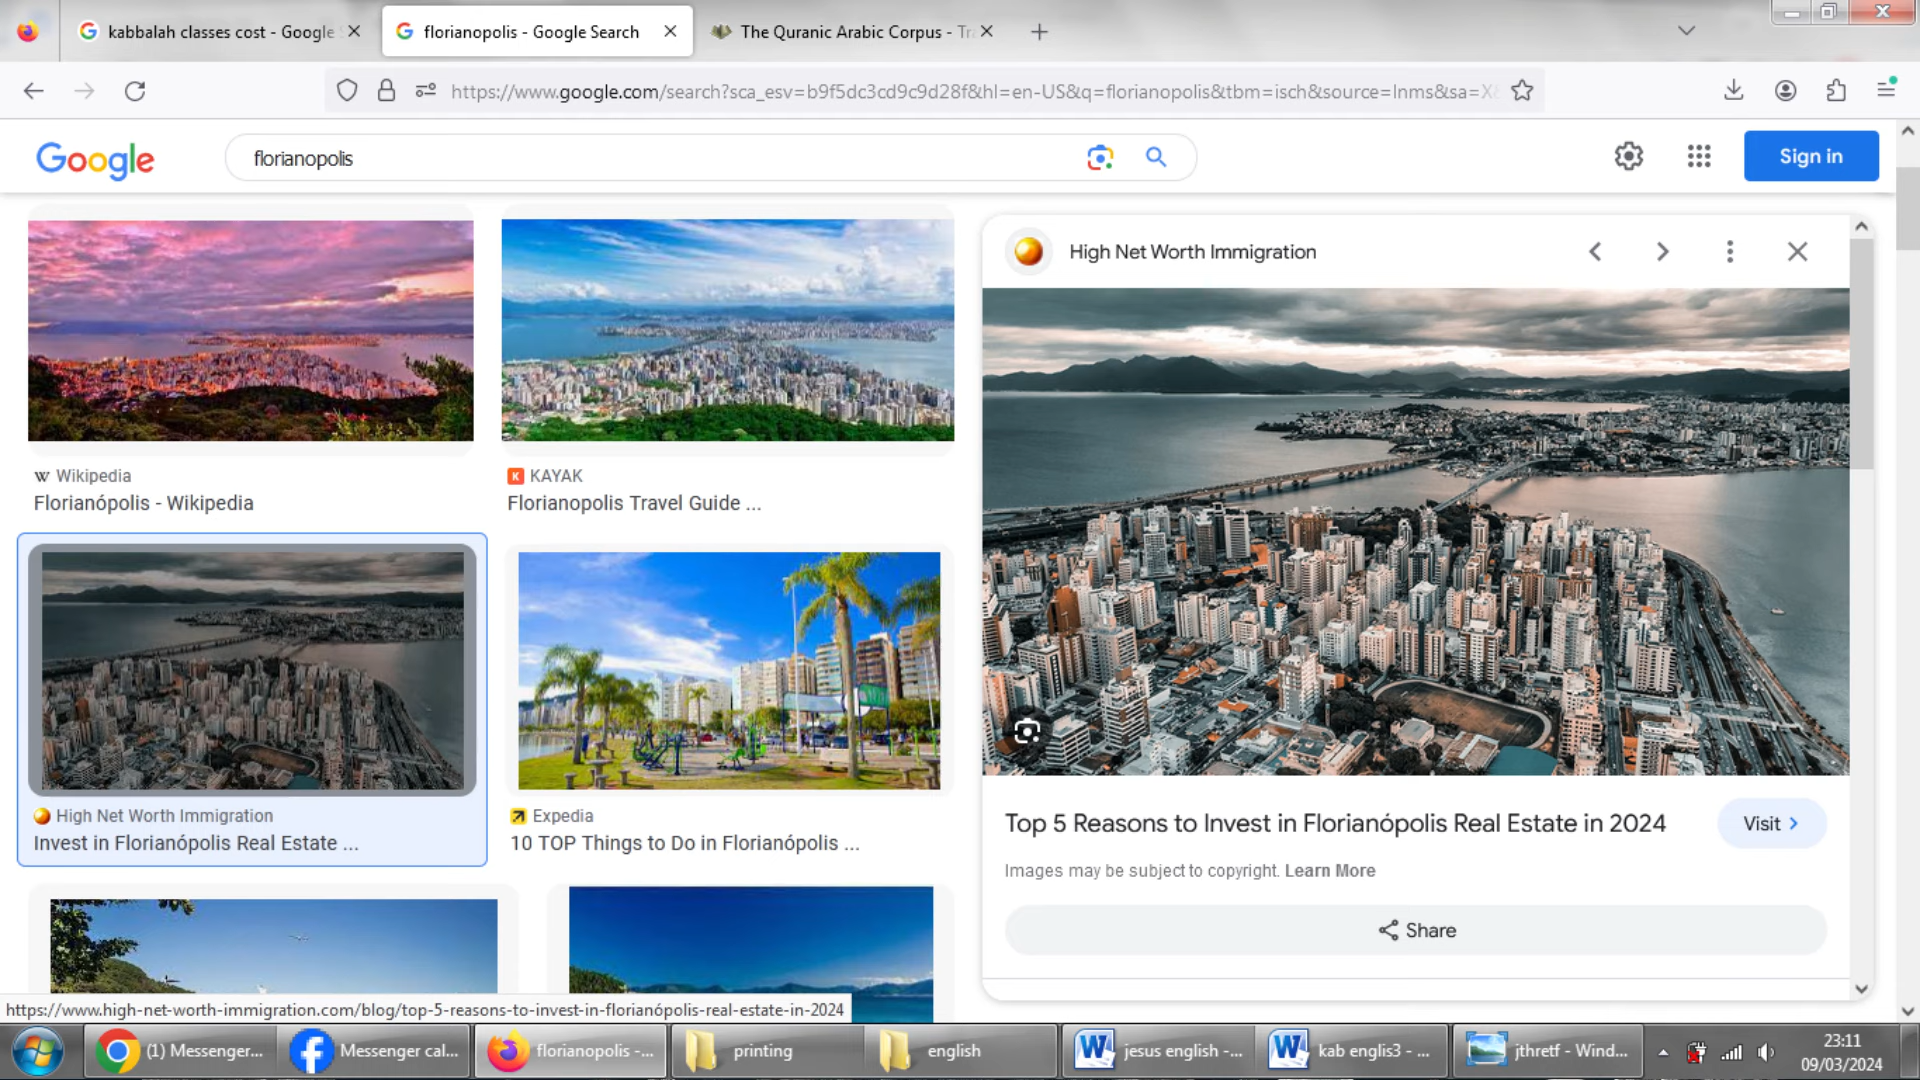 kabbalah classes cost - Google
florianopolis - Google Search
The Quranic Arabic Corpus - Tra
https://www.google.com/search?sca_esv=b9f5dc3cd9c9d28f&hl=en-US&q=florianopolis&tbm=isch&source=lnms&sa=X&
Google
florianopolis
Sign in
High Net Worth Immigration
W Wikipedia
Florianópolis - Wikipedia
K KAYAK
Florianopolis Travel Guide ...
High Net Worth Immigration
Invest in Florianópolis Real Estate ...
Expedia
10 TOP Things to Do in Florianópolis ...
Top 5 Reasons to Invest in Florianópolis Real Estate in 2024
Visit
Images may be subject to copyright. Learn More
Share
https://www.high-net-worth-immigration.com/blog/top-5-reasons-to-invest-in-florianópolis-real-estate-in-2024
(1) Messenger...
Messenger cal...
florianopolis -...
printing
english
jesus english -...
kab englis3 - ...
jthretf - Wind...
23:11
09/03/2024